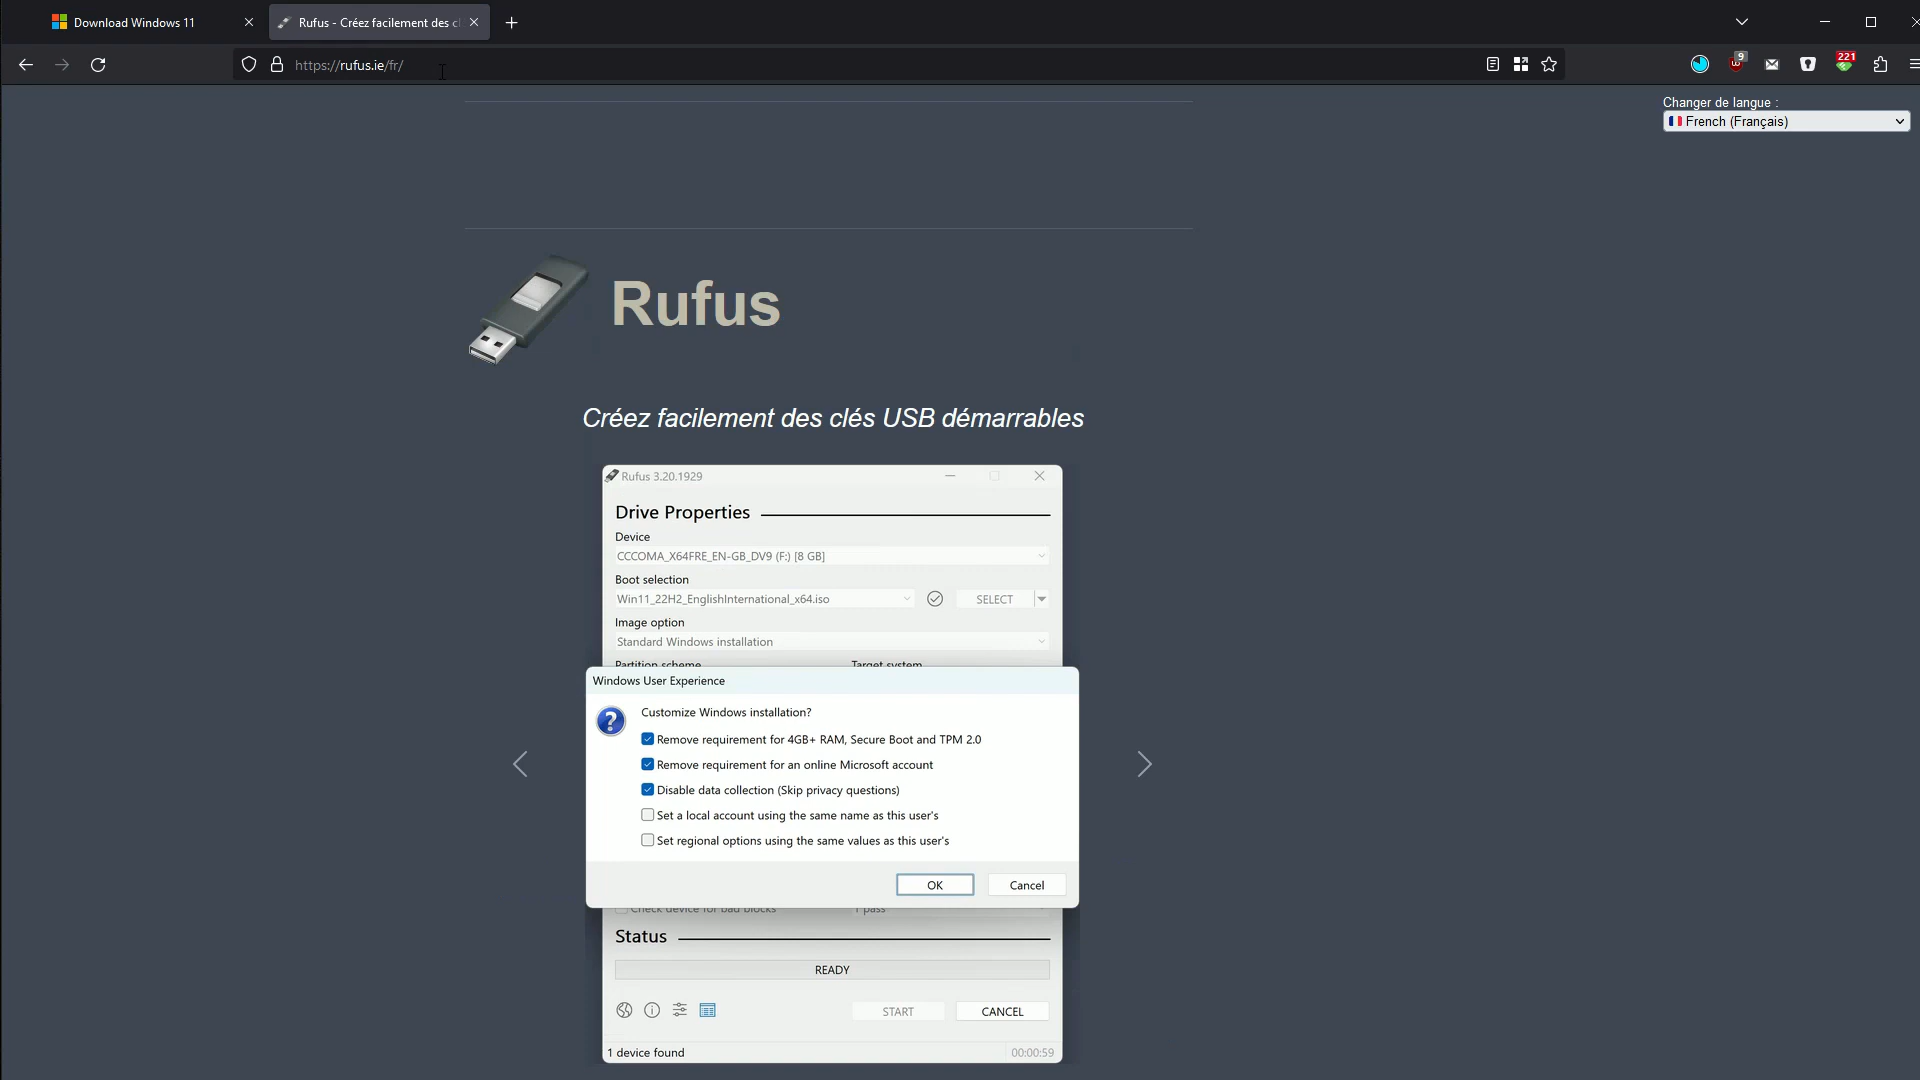 Download Windows 11
Rufus - Créez facilement des c
https://rufus.ie/fr/
9
221
Changer de langue :
French (Français)
Rufus
Créez facilement des clés USB démarrables
Rufus 3.20.1929
Drive Properties
Device
CCCOMA_X64FRE_EN-GB_DV9 (F:) [8 GB]
Boot selection
Win11_22H2_EnglishInternational_x64.iso
SELECT
Image option
Standard Windows installation
Partition scheme
Target system
Windows User Experience
Customize Windows installation?
Remove requirement for 4GB+ RAM, Secure Boot and TPM 2.0
Remove requirement for an online Microsoft account
Disable data collection (Skip privacy questions)
Set a local account using the same name as this user's
Set regional options using the same values as this user's
OK
Cancel
Check device for bad blocks
1 pass
Status
READY
START
CANCEL
1 device found
00:00:59